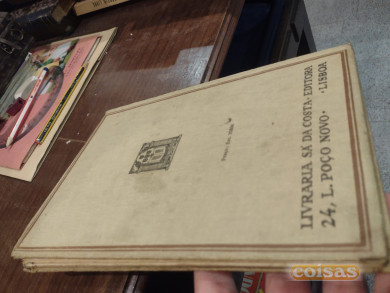 LIVRARIA SÁ DA COSTA · EDITORA
24, L. POÇO NOVO · · LISBOA
coisas